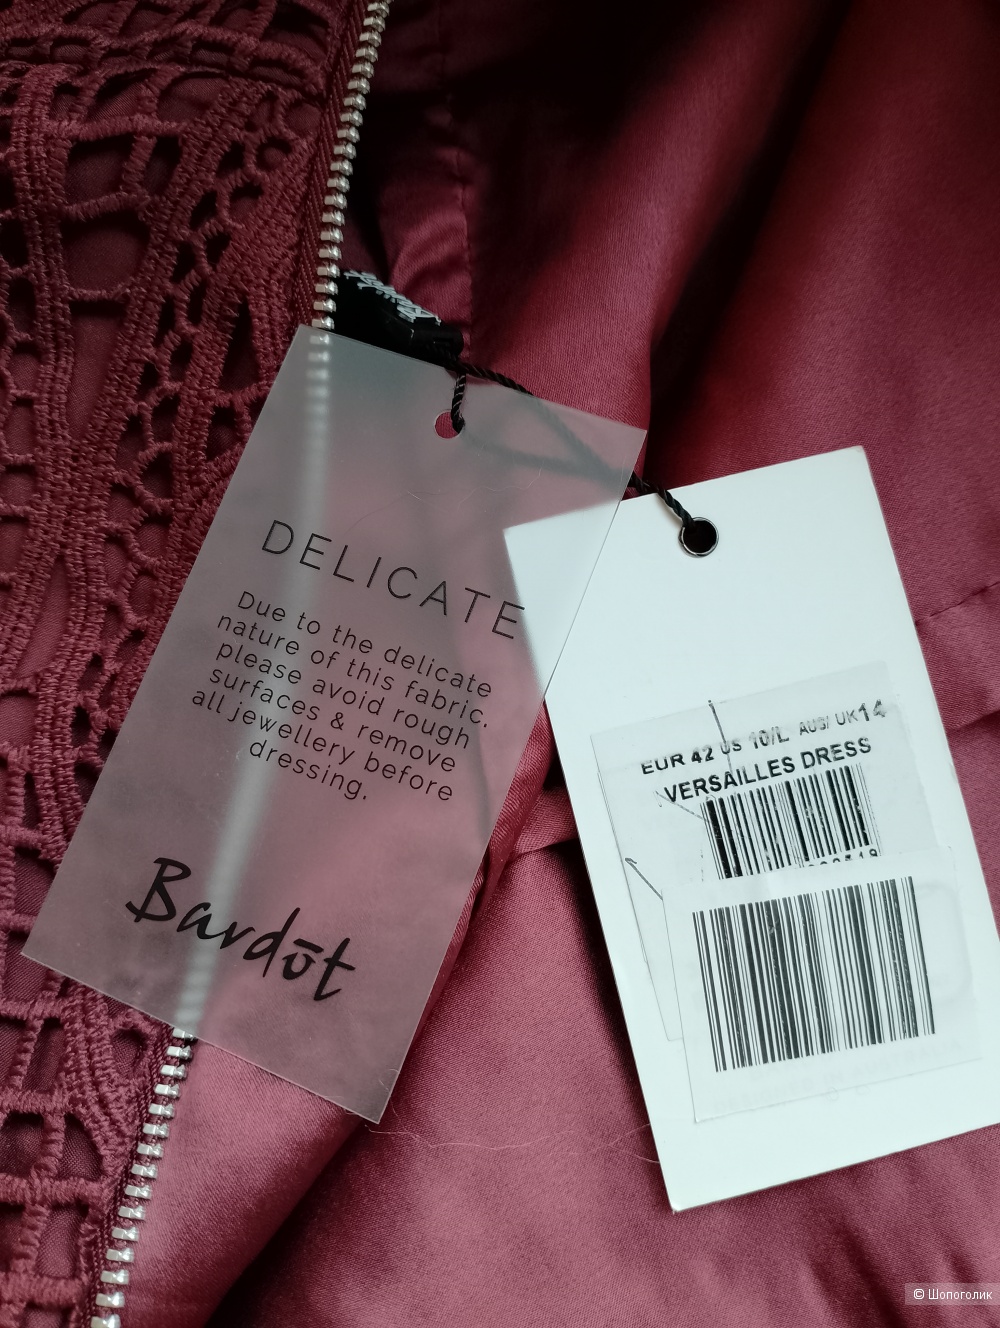 DELICATE
Due to the delicate
nature of this fabric,
please avoid rough
surfaces & remove
all jewellery before
dressing.
Bardōt
EUR 42 US 10/L AUS/ UK14
VERSAILLES DRESS
© Шопоголик